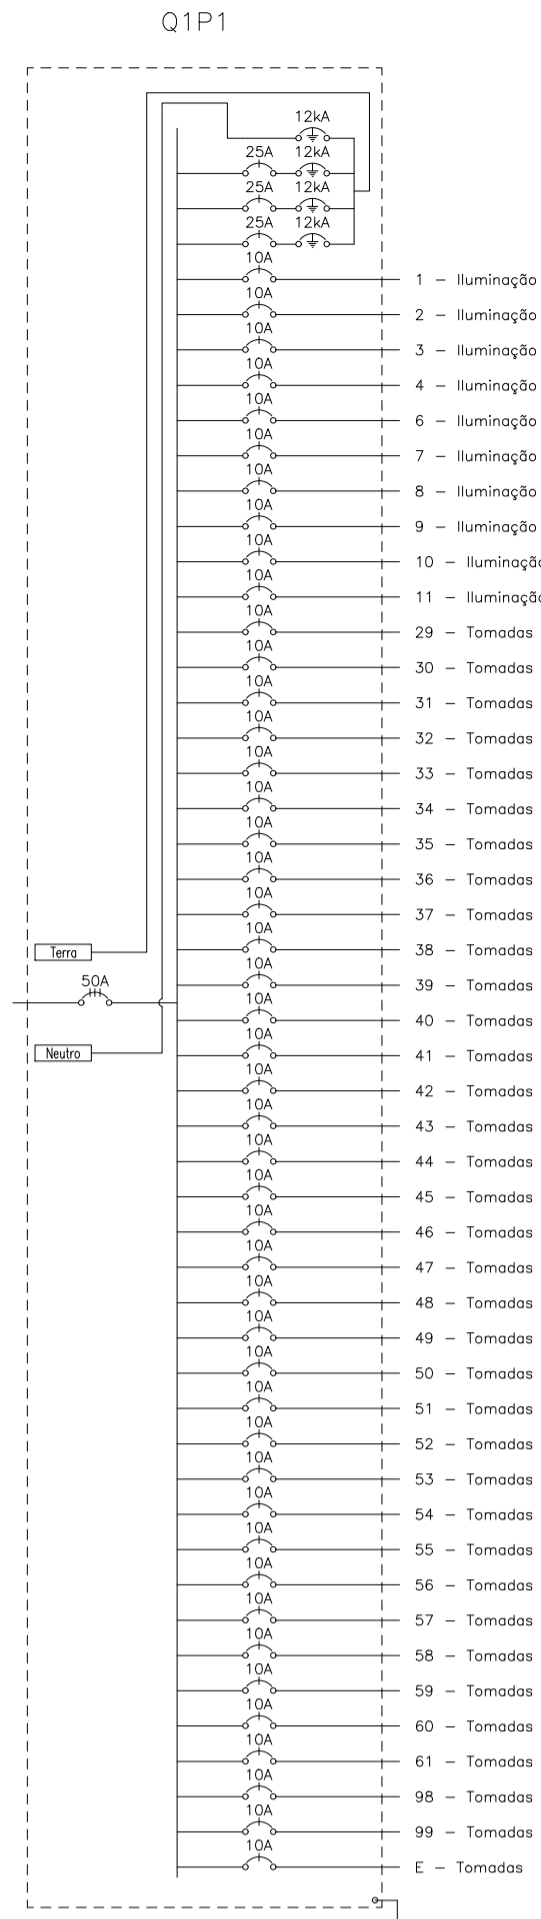 Q1P1
12kA
25A 12kA
25A 12kA
25A 12kA
10A
1 – Iluminação
10A
2 – Iluminação
10A
3 – Iluminação
10A
4 – Iluminação
10A
6 – Iluminação
10A
7 – Iluminação
10A
8 – Iluminação
10A
9 – Iluminação
10A
10 – Iluminação
10A
11 – Iluminação
10A
29 – Tomadas
10A
30 – Tomadas
10A
31 – Tomadas
10A
32 – Tomadas
10A
33 – Tomadas
10A
34 – Tomadas
10A
35 – Tomadas
10A
36 – Tomadas
10A
37 – Tomadas
10A
38 – Tomadas
Terra
10A
39 – Tomadas
50A
10A
40 – Tomadas
10A
41 – Tomadas
Neutro
10A
42 – Tomadas
10A
43 – Tomadas
10A
44 – Tomadas
10A
45 – Tomadas
10A
46 – Tomadas
10A
47 – Tomadas
10A
48 – Tomadas
10A
49 – Tomadas
10A
50 – Tomadas
10A
51 – Tomadas
10A
52 – Tomadas
10A
53 – Tomadas
10A
54 – Tomadas
10A
55 – Tomadas
10A
56 – Tomadas
10A
57 – Tomadas
10A
58 – Tomadas
10A
59 – Tomadas
10A
60 – Tomadas
10A
61 – Tomadas
10A
98 – Tomadas
10A
99 – Tomadas
10A
E – Tomadas